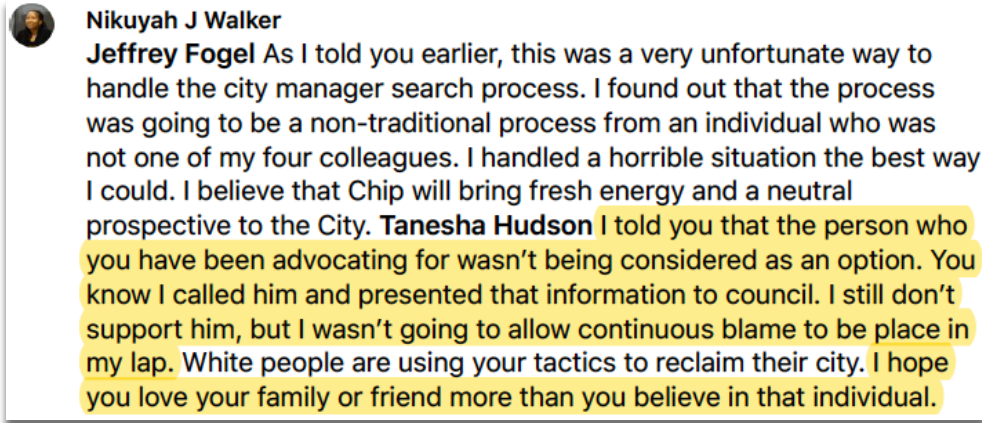 Nikuyah J Walker
Jeffrey Fogel As I told you earlier, this was a very unfortunate way to
handle the city manager search process. I found out that the process
was going to be a non-traditional process from an individual who was
not one of my four colleagues. I handled a horrible situation the best way
I could. I believe that Chip will bring fresh energy and a neutral
prospective to the City. Tanesha Hudson I told you that the person who
you have been advocating for wasn’t being considered as an option. You
know I called him and presented that information to council. I still don’t
support him, but I wasn’t going to allow continuous blame to be place in
my lap. White people are using your tactics to reclaim their city. I hope
you love your family or friend more than you believe in that individual.